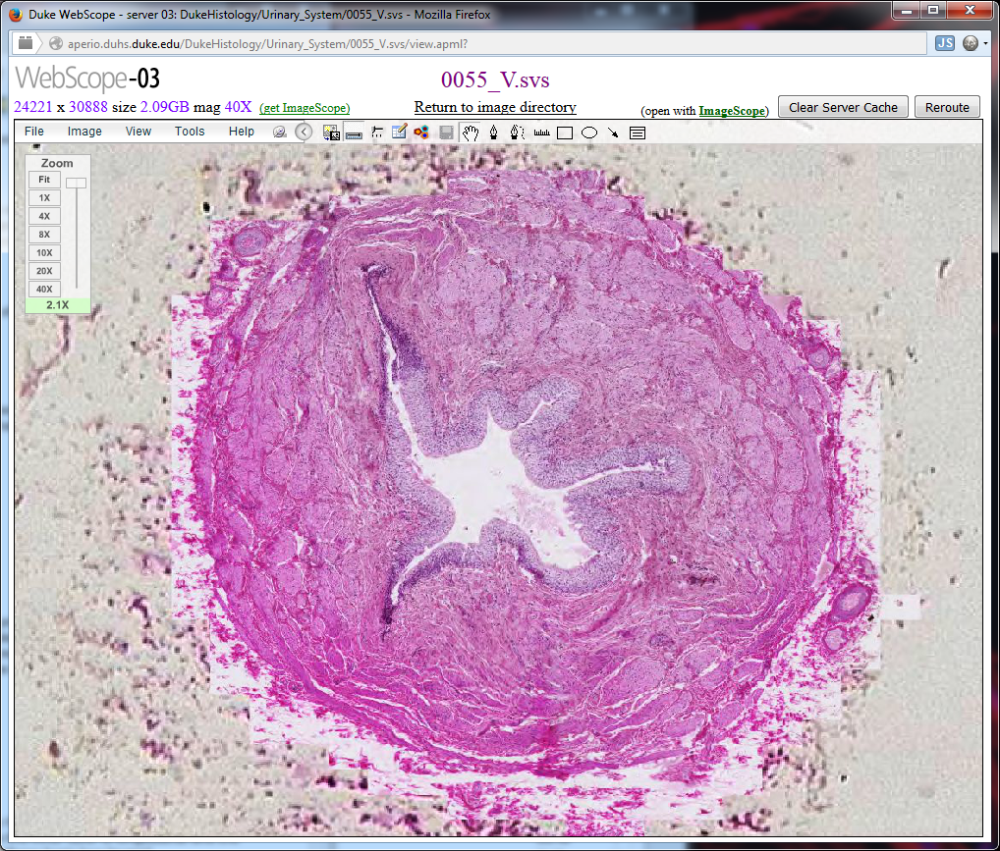 Duke WebScope - server 03: DukeHistology/Urinary_System/0055_V.svs - Mozilla Firefox
aperio.duhs.duke.edu/DukeHistology/Urinary_System/0055_V.svs/view.apml?
JS
WebScope-03
0055_V.svs
24221 x 30888 size 2.09GB mag 40X (get ImageScope)
Return to image directory
(open with ImageScope)
Clear Server Cache
Reroute
File Image View Tools Help
Zoom
Fit
1X
4X
8X
10X
20X
40X
2.1X